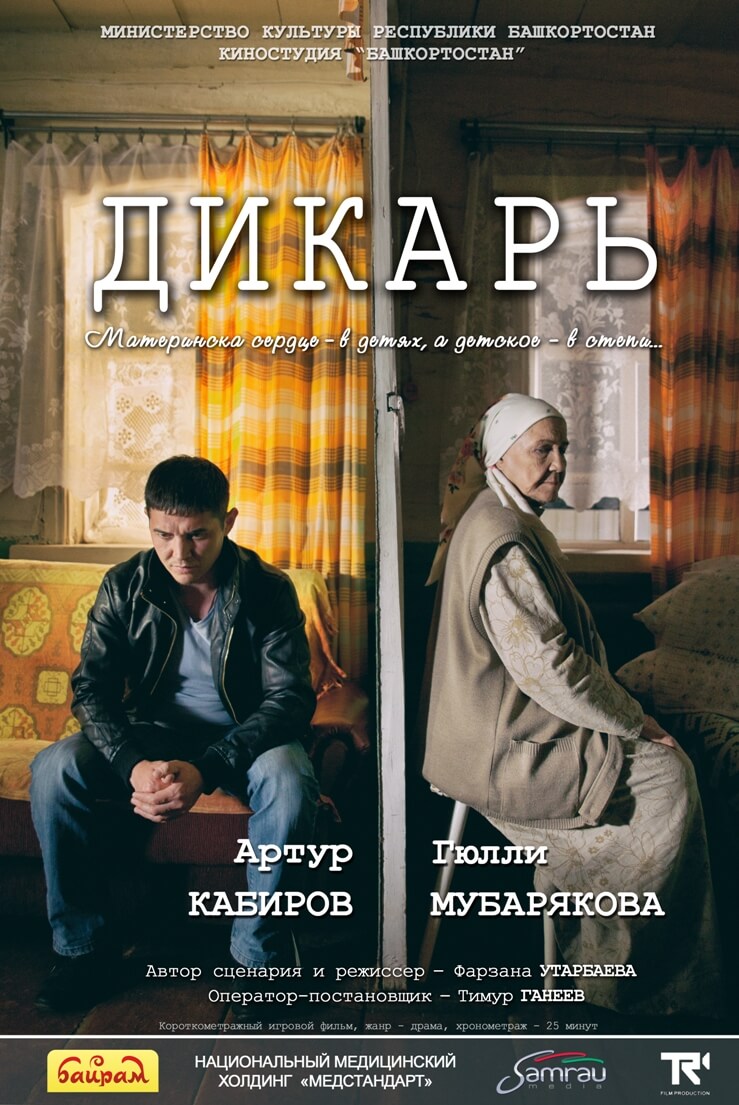 МИНИСТЕРСТВО КУЛЬТУРЫ РЕСПУБЛИКИ БАШКОРТОСТАН
КИНОСТУДИЯ “БАШКОРТОСТАН”
ДИКАРЬ
Материнска сердце - в детях, а детское - в степи...
Артур
КАБИРОВ
Гюлли
МУБАРЯКОВА
Автор сценария и режиссер – Фарзана УТАРБАЕВА
Оператор-постановщик – Тимур ГАНЕЕВ
Короткометражный игровой фильм, жанр - драма, хронометраж - 25 минут
байрам
НАЦИОНАЛЬНЫЙ МЕДИЦИНСКИЙ
ХОЛДИНГ «МЕДСТАНДАРТ»
Samrau
media
TR
FILM PRODUCTION